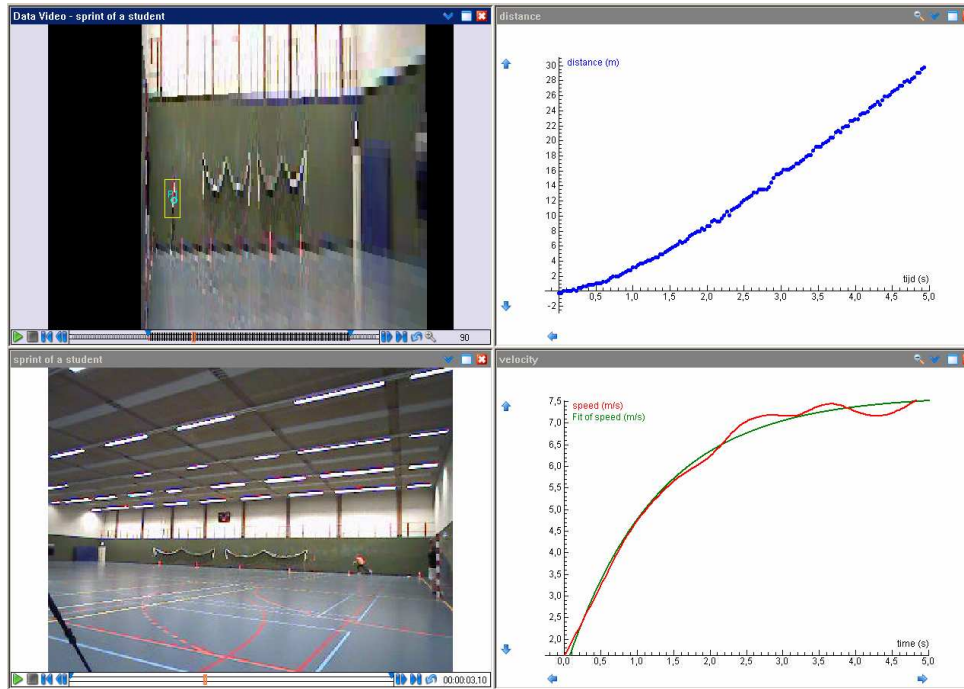 Data Video - sprint of a student
90
distance
distance (m)
30
28
26
24
22
20
18
16
14
12
10
8
6
4
2
-2
tijd (s)
0,5 1,0 1,5 2,0 2,5 3,0 3,5 4,0 4,5 5,0
sprint of a student
00:00:03,10
velocity
speed (m/s)
Fit of speed (m/s)
7,5
7,0
6,5
6,0
5,5
5,0
4,5
4,0
3,5
3,0
2,5
2,0
time (s)
0,0 0,5 1,0 1,5 2,0 2,5 3,0 3,5 4,0 4,5 5,0